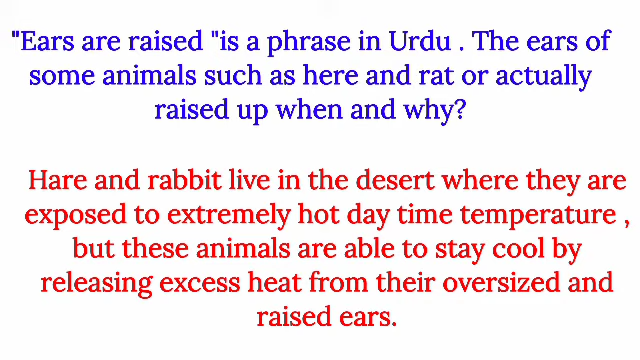 "Ears are raised "is a phrase in Urdu . The ears of
some animals such as here and rat or actually
raised up when and why?
Hare and rabbit live in the desert where they are
exposed to extremely hot day time temperature ,
but these animals are able to stay cool by
releasing excess heat from their oversized and
raised ears.